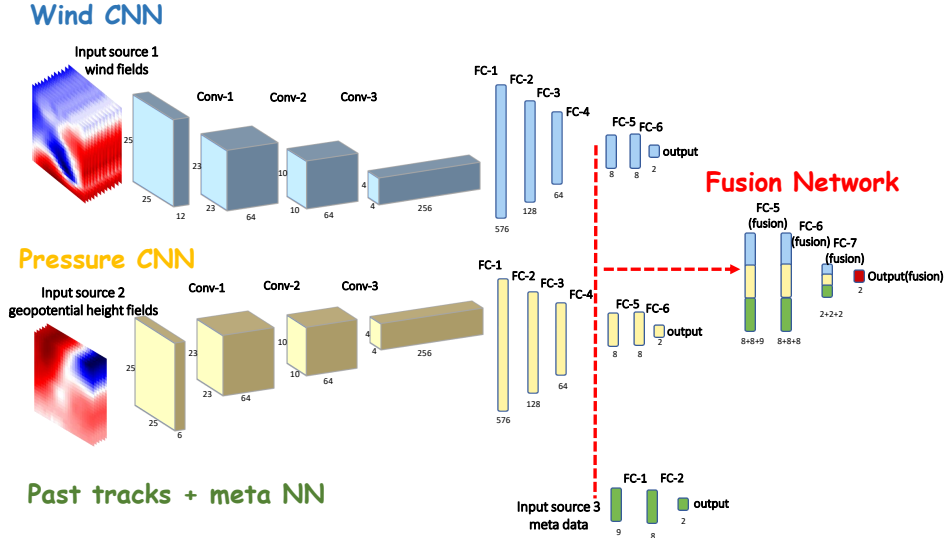 Wind CNN
Input source 1
wind fields
Conv-1
Conv-2
Conv-3
FC-1
FC-2
FC-3
FC-4
FC-5
FC-6
output
25
25
12
23
23
64
10
10
64
4
4
256
576
128
64
8
8
2
Fusion Network
FC-5
(fusion)
FC-6
(fusion)
FC-7
(fusion)
Output(fusion)
2
2+2+2
8+8+9
8+8+8
Pressure CNN
Input source 2
geopotential height fields
Conv-1
Conv-2
Conv-3
FC-1
FC-2
FC-3
FC-4
FC-5
FC-6
output
25
25
6
23
23
64
10
10
64
4
4
256
576
128
64
8
8
2
Past tracks + meta NN
Input source 3
meta data
FC-1
FC-2
output
9
8
2